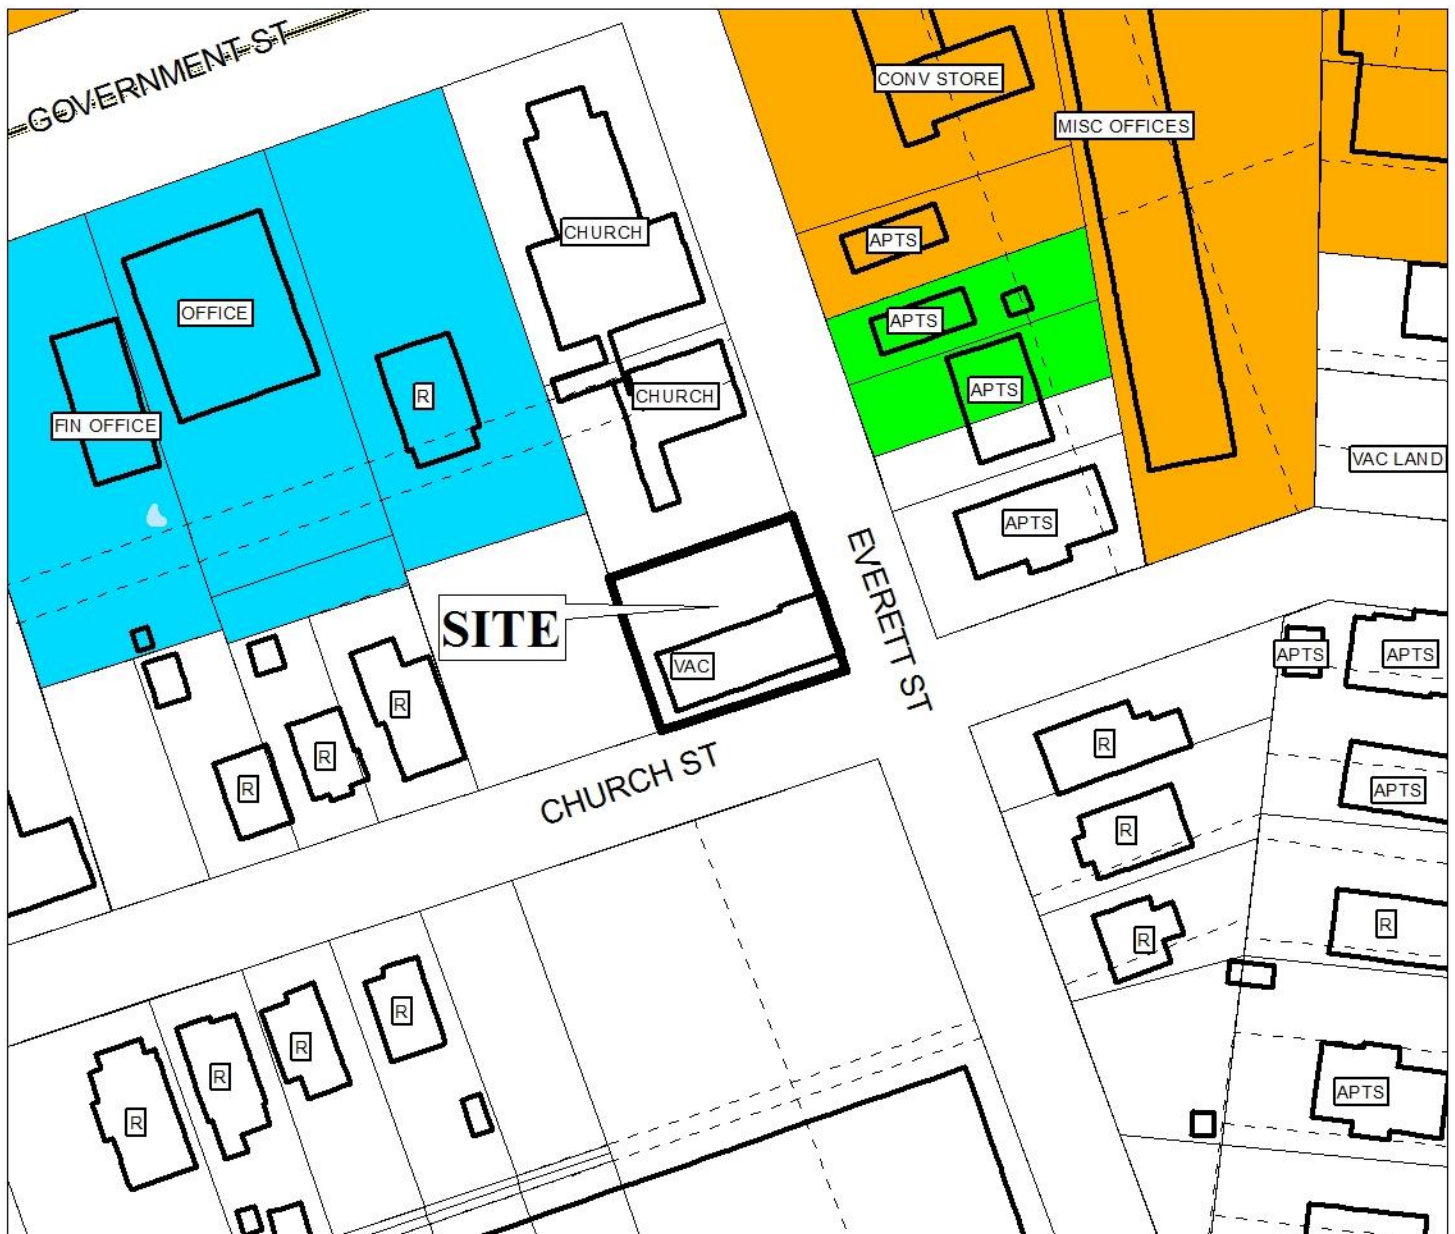 GOVERNMENT ST
CONV STORE
MISC OFFICES
CHURCH
APTS
OFFICE
APTS
APTS
R
CHURCH
FIN OFFICE
VAC LAND
APTS
EVERETT ST
SITE
VAC
APTS
APTS
R
R
R
R
CHURCH ST
APTS
R
R
R
R
R
R
R
APTS